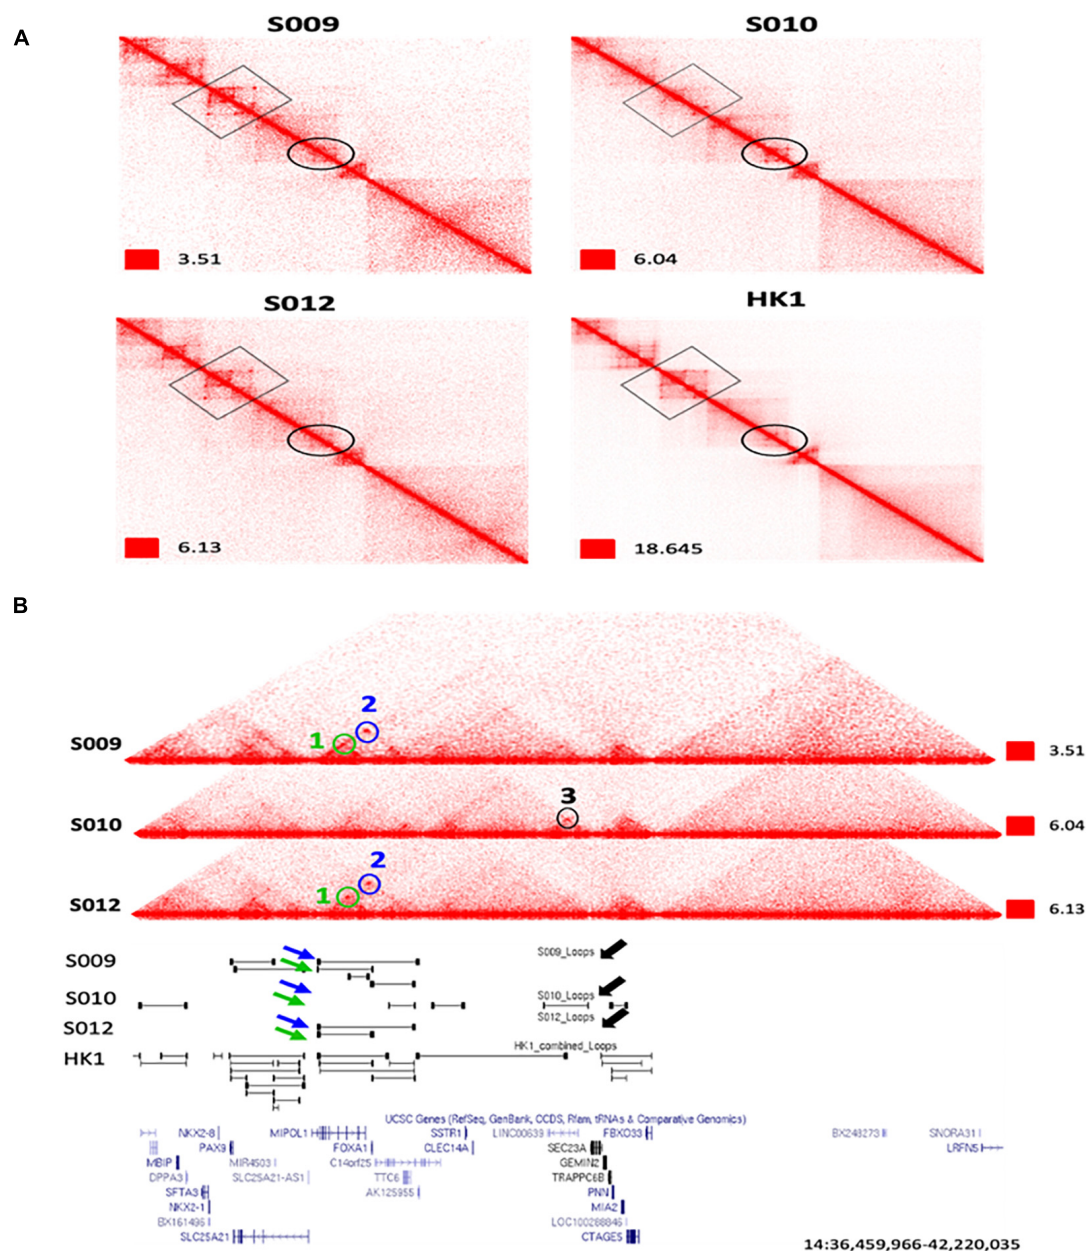 A
S009
S010
3.51
6.04
S012
HK1
6.13
18.645
B
2
1
S009
3.51
3
S010
6.04
2
1
S012
6.13
S009
S009_Loops
S010
S010_Loops
S012
S012_Loops
HK1
HK1_combined_Loops
UCSC Genes (RefSeq, GenBank, CCDS, Rfam, tRNAs & Comparative Genomics)
NKX2-8 MIPOL1 SSTR1 LINC00639 FBXO33 BX248273 SNORA31
PAX9 FOXA1 CLEC14A SEC23A LRFN5
MBIP MIR4503 C14orf25 GEMIN2
DPPA3 SLC25A21-AS1 TTC6 TRAPPC6B
SFTA3 AK125955 PNN
NKX2-1 MIA2
BX161496 LOC100288846
SLC25A21 CTAGE5
14:36,459,966-42,220,035